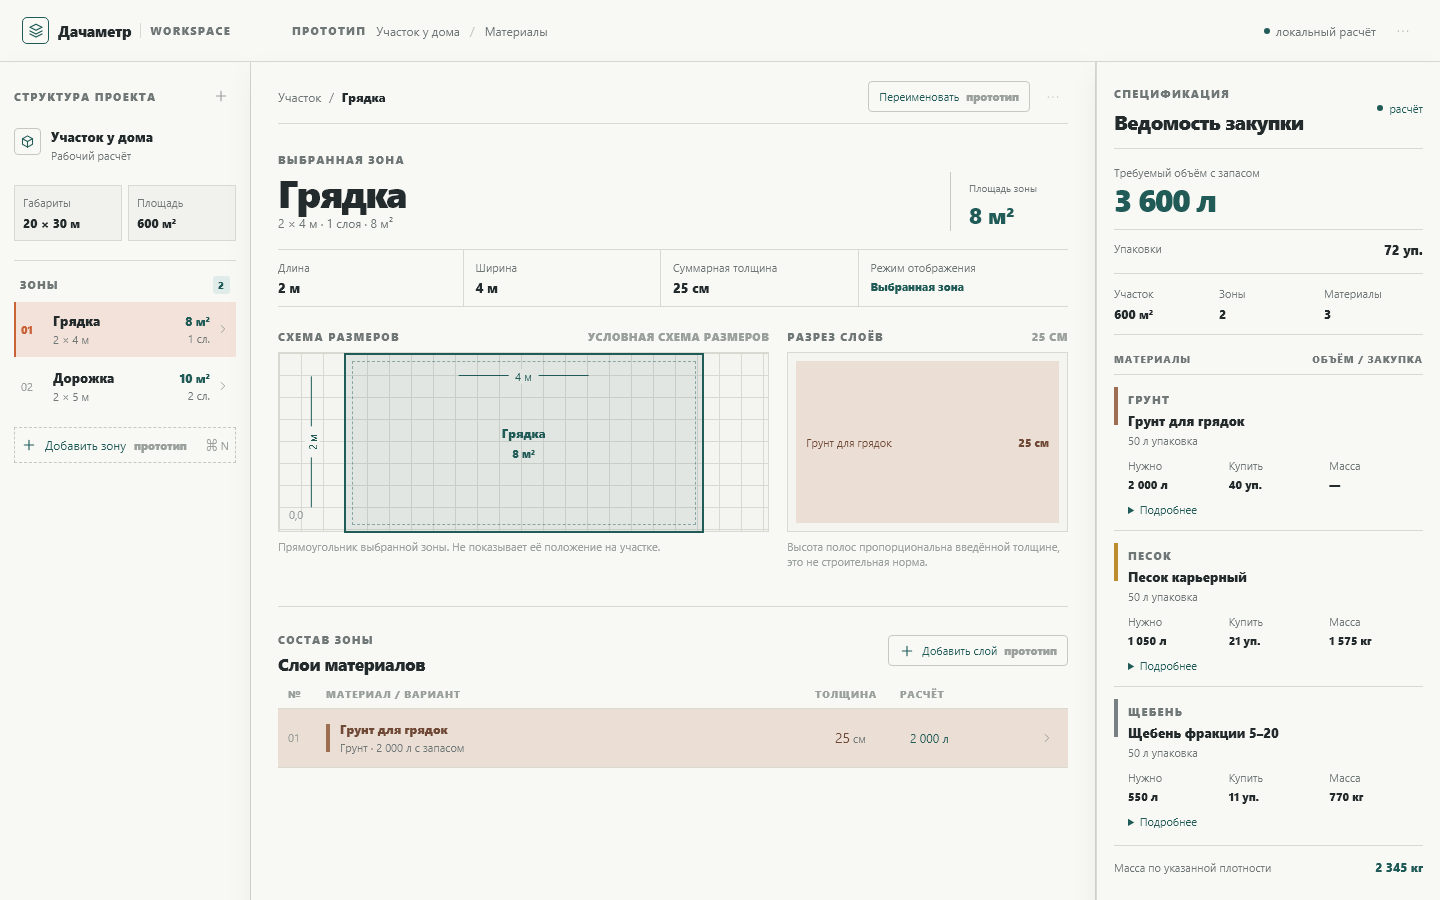 Дачаметр WORKSPACE
ПРОТОТИП Участок у дома / Материалы
локальный расчёт ...
СТРУКТУРА ПРОЕКТА +
Участок у дома
Рабочий расчёт
Габариты
20 × 30 м
Площадь
600 м²
ЗОНЫ 2
01 Грядка 8 м²
2 × 4 м 1 сл.
02 Дорожка 10 м²
2 × 5 м 2 сл.
+ Добавить зону прототип ⌘ N
Участок / Грядка
Переименовать прототип ...
ВЫБРАННАЯ ЗОНА
Грядка
2 × 4 м · 1 слоя · 8 м²
Площадь зоны
8 м²
Длина
2 м
Ширина
4 м
Суммарная толщина
25 см
Режим отображения
Выбранная зона
СХЕМА РАЗМЕРОВ УСЛОВНАЯ СХЕМА РАЗМЕРОВ
4 м
2 м
Грядка
8 м²
0,0
Прямоугольник выбранной зоны. Не показывает её положение на участке.
РАЗРЕЗ СЛОЁВ 25 СМ
Грунт для грядок 25 см
Высота полос пропорциональна введённой толщине,
это не строительная норма.
СОСТАВ ЗОНЫ
Слои материалов
+ Добавить слой прототип
№ МАТЕРИАЛ / ВАРИАНТ ТОЛЩИНА РАСЧЁТ
01 Грунт для грядок 25 см 2 000 л
Грунт · 2 000 л с запасом
СПЕЦИФИКАЦИЯ
Ведомость закупки
расчёт
Требуемый объём с запасом
3 600 л
Упаковки 72 уп.
Участок
600 м²
Зоны
2
Материалы
3
МАТЕРИАЛЫ ОБЪЁМ / ЗАКУПКА
ГРУНТ
Грунт для грядок
50 л упаковка
Нужно Купить Масса
2 000 л 40 уп. —
▶ Подробнее
ПЕСОК
Песок карьерный
50 л упаковка
Нужно Купить Масса
1 050 л 21 уп. 1 575 кг
▶ Подробнее
ЩЕБЕНЬ
Щебень фракции 5–20
50 л упаковка
Нужно Купить Масса
550 л 11 уп. 770 кг
▶ Подробнее
Масса по указанной плотности 2 345 кг